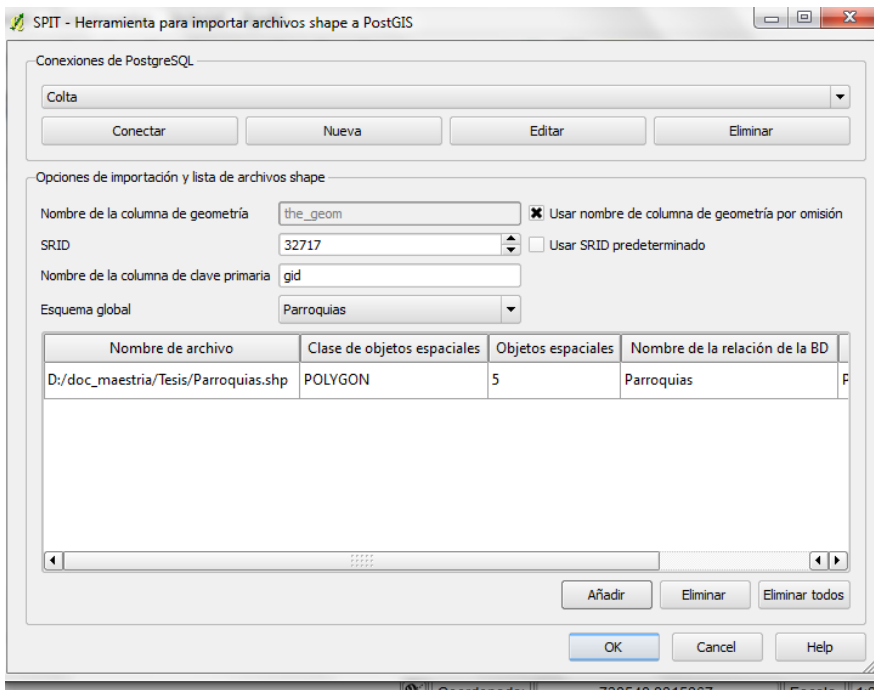 SPIT - Herramienta para importar archivos shape a PostGIS
Conexiones de PostgreSQL
Colta
Conectar Nueva Editar Eliminar
Opciones de importación y lista de archivos shape
Nombre de la columna de geometría the_geom Usar nombre de columna de geometría por omisión
SRID 32717 Usar SRID predeterminado
Nombre de la columna de clave primaria gid
Esquema global Parroquias
Nombre de archivo Clase de objetos espaciales Objetos espaciales Nombre de la relación de la BD
D:/doc_maestria/Tesis/Parroquias.shp POLYGON 5 Parroquias
Añadir Eliminar Eliminar todos
OK Cancel Help